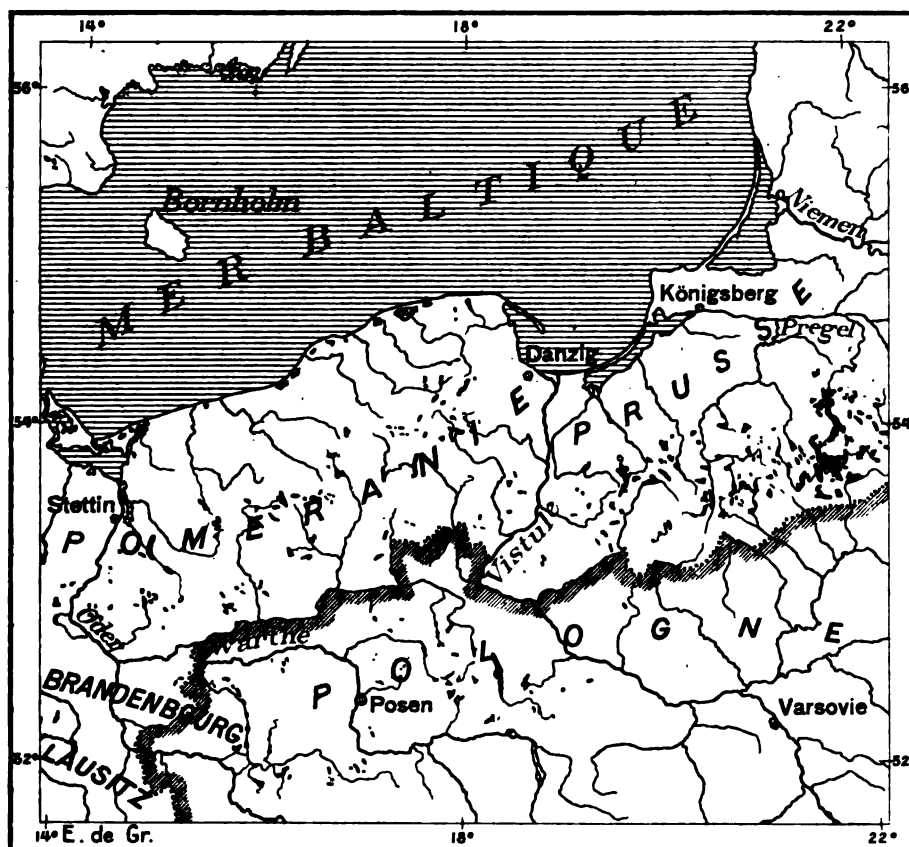 14° 18° 22°
56° 56°
MER BALTIQUE
Bornholm
Niemen
Königsberg
Pregel
Danzig
PRUSSE
54° 54°
Stettin
POMERANIE
Vistule
Oder
Warthe
POLOGNE
BRANDENBOURG
Posen
Varsovie
LAUSITZ
52° 52°
14° E. de Gr. 18° 22°